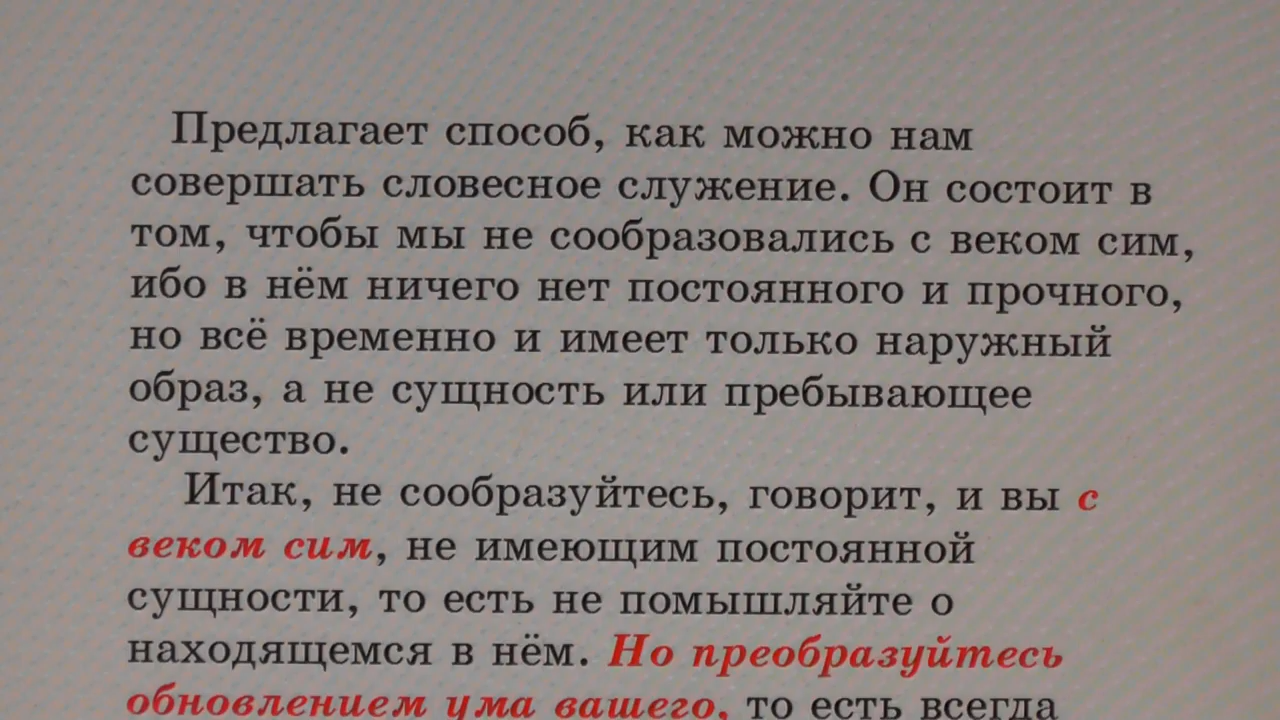 Предлагает способ, как можно нам
совершать словесное служение. Он состоит в
том, чтобы мы не сообразовались с веком сим,
ибо в нём ничего нет постоянного и прочного,
но всё временно и имеет только наружный
образ, а не сущность или пребывающее
существо.
Итак, не сообразуйтесь, говорит, и вы с
веком сим, не имеющим постоянной
сущности, то есть не помышляйте о
находящемся в нём. Но преобразуйтесь
обновлением ума вашего, то есть всегда